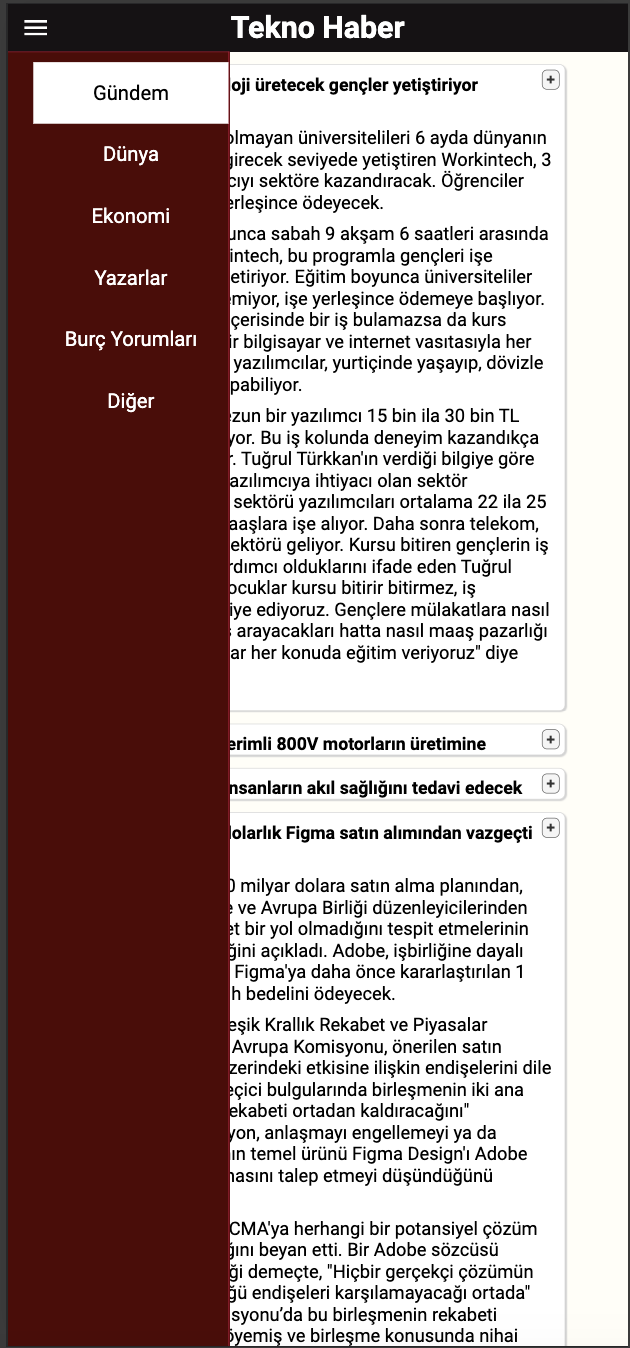 Tekno Haber
Gündem
Dünya
Ekonomi
Yazarlar
Burç Yorumları
Diğer
oji üretecek gençler yetiştiriyor
olmayan üniversitelileri 6 ayda dünyanın
girecek seviyede yetiştiren Workintech, 3
cıyı sektöre kazandıracak. Öğrenciler
erleşince ödeyecek.
unca sabah 9 akşam 6 saatleri arasında
intech, bu programla gençleri işe
etiriyor. Eğitim boyunca üniversiteliler
emiyor, işe yerleşince ödemeye başlıyor.
çerisinde bir iş bulamazsa da kurs
ir bilgisayar ve internet vasıtasıyla her
yazılımcılar, yurtiçinde yaşayıp, dövizle
pabiliyor.
ezun bir yazılımcı 15 bin ila 30 bin TL
yor. Bu iş kolunda deneyim kazandıkça
r. Tuğrul Türkkan'ın verdiği bilgiye göre
azılımcıya ihtiyacı olan sektör
sektörü yazılımcıları ortalama 22 ila 25
aaşlara işe alıyor. Daha sonra telekom,
ektörü geliyor. Kursu bitiren gençlerin iş
rdımcı olduklarını ifade eden Tuğrul
ocuklar kursu bitirir bitirmez, iş
iye ediyoruz. Gençlere mülakatlara nasıl
ş arayacakları hatta nasıl maaş pazarlığı
ar her konuda eğitim veriyoruz" diye
erimli 800V motorların üretimine
nsanların akıl sağlığını tedavi edecek
dolarlık Figma satın alımından vazgeçti
0 milyar dolara satın alma planından,
e ve Avrupa Birliği düzenleyicilerinden
et bir yol olmadığını tespit etmelerinin
ğini açıkladı. Adobe, işbirliğine dayalı
Figma'ya daha önce kararlaştırılan 1
h bedelini ödeyecek.
eşik Krallık Rekabet ve Piyasalar
Avrupa Komisyonu, önerilen satın
zerindeki etkisine ilişkin endişelerini dile
eçici bulgularında birleşmenin iki ana
rekabeti ortadan kaldıracağını"
yon, anlaşmayı engellemeyi ya da
ın temel ürünü Figma Design'ı Adobe
masını talep etmeyi düşündüğünü
CMA'ya herhangi bir potansiyel çözüm
ğını beyan etti. Bir Adobe sözcüsü
ği demeçte, "Hiçbir gerçekçi çözümün
ğü endişeleri karşılamayacağı ortada"
syonu’da bu birleşmenin rekabeti
öyemiş ve birleşme konusunda nihai